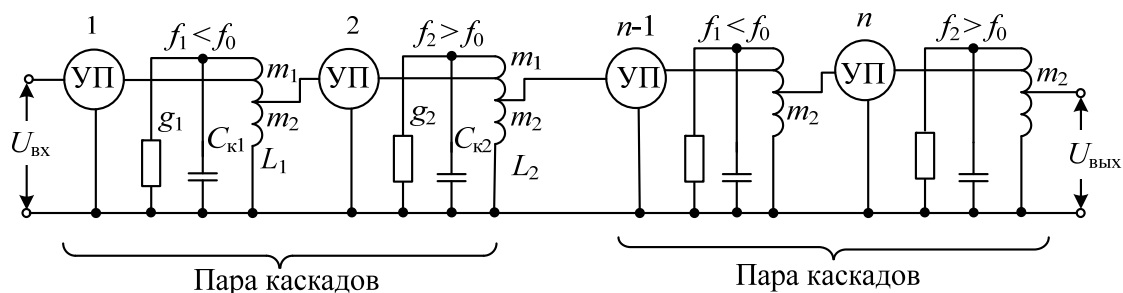 1
f₁ < f₀
2
f₂ > f₀
n-1
f₁ < f₀
n
f₂ > f₀
УП
m₁
УП
m₁
УП
УП
m₂
g₁
m₂
g₂
m₂
m₂
Uвх
Cк1
L₁
Cк2
L₂
Uвых
Пара каскадов
Пара каскадов